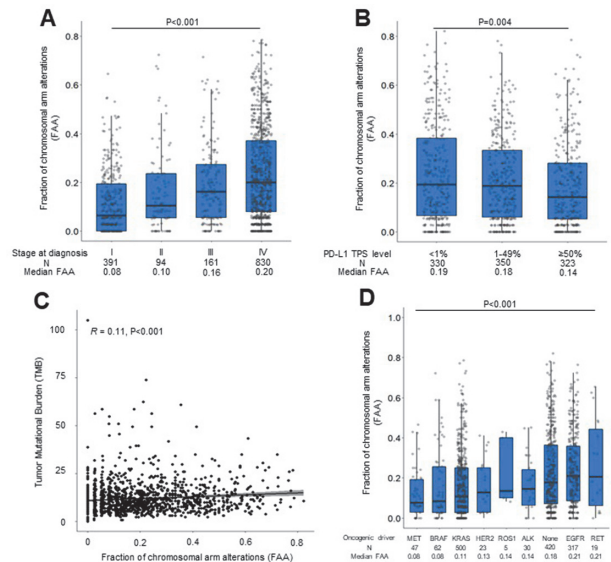 A
P<0.001
Fraction of chromosomal arm alterations
(FAA)
0.8
0.6
0.4
0.2
0.0
Stage at diagnosis I II III IV
N 391 94 161 830
Median FAA 0.08 0.10 0.16 0.20
B
P=0.004
Fraction of chromosomal arm alterations
(FAA)
0.8
0.6
0.4
0.2
0.0
PD-L1 TPS level <1% 1-49% ≥50%
N 330 350 323
Median FAA 0.19 0.18 0.14
C
R = 0.11, P<0.001
Tumor Mutational Burden (TMB)
100
75
50
25
0
0 0.2 0.4 0.6 0.8
Fraction of chromosomal arm alterations (FAA)
D
P<0.001
Fraction of chromosomal arm alterations
(FAA)
1.0
0.8
0.6
0.4
0.2
0.0
Oncogenic driver MET BRAF KRAS HER2 ROG1 ALK None EGFR RET
N 47 62 500 23 5 30 420 317 19
Median FAA 0.08 0.08 0.11 0.13 0.14 0.14 0.18 0.21 0.21